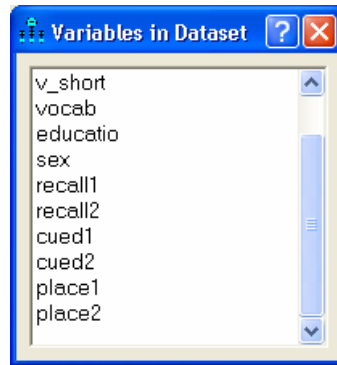 Variables in Dataset
v_short
vocab
educatio
sex
recall1
recall2
cued1
cued2
place1
place2